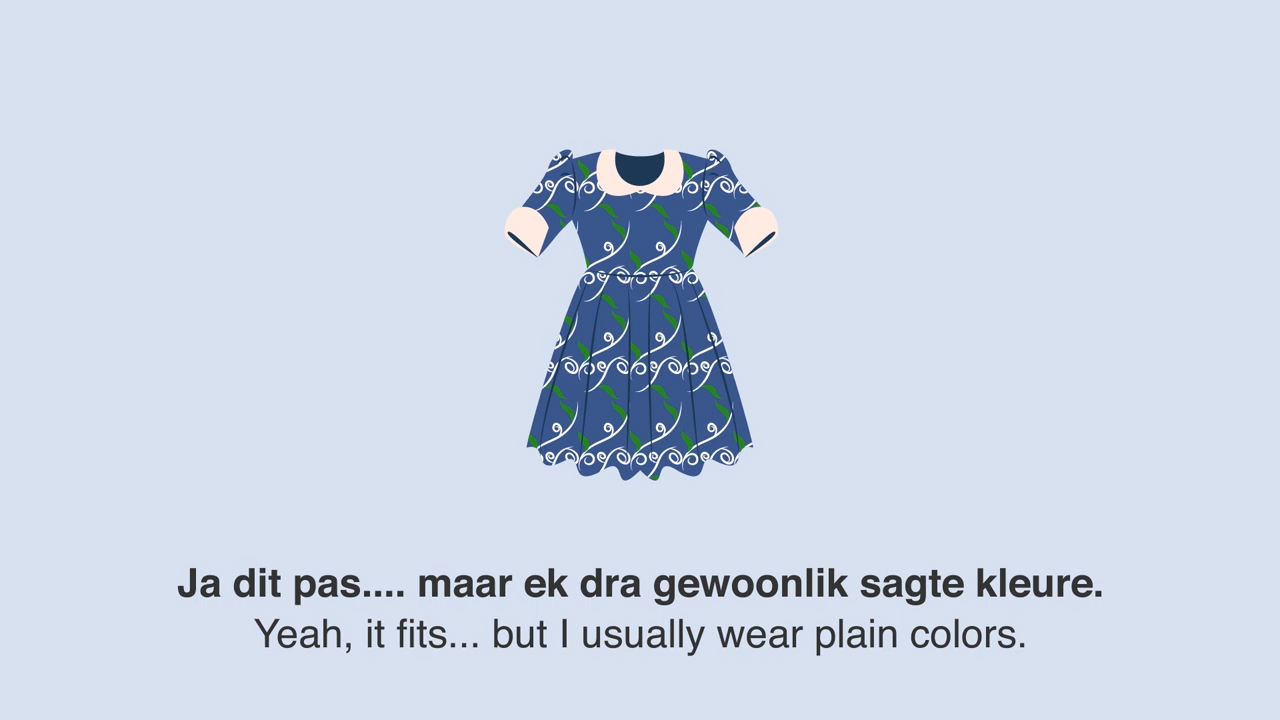 Ja dit pas.... maar ek dra gewoonlik sagte kleure.
Yeah, it fits... but I usually wear plain colors.